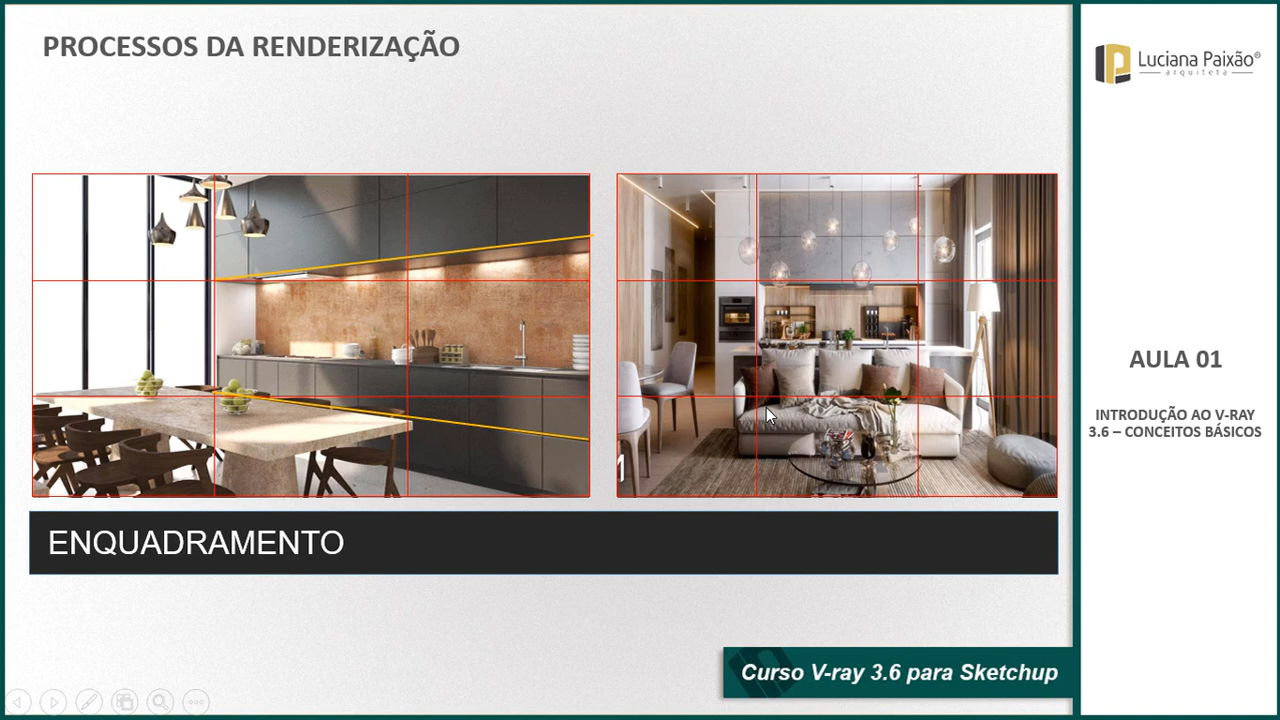 PROCESSOS DA RENDERIZAÇÃO
Luciana Paixão®
arquiteta
AULA 01
INTRODUÇÃO AO V-RAY
3.6 – CONCEITOS BÁSICOS
ENQUADRAMENTO
Curso V-ray 3.6 para Sketchup